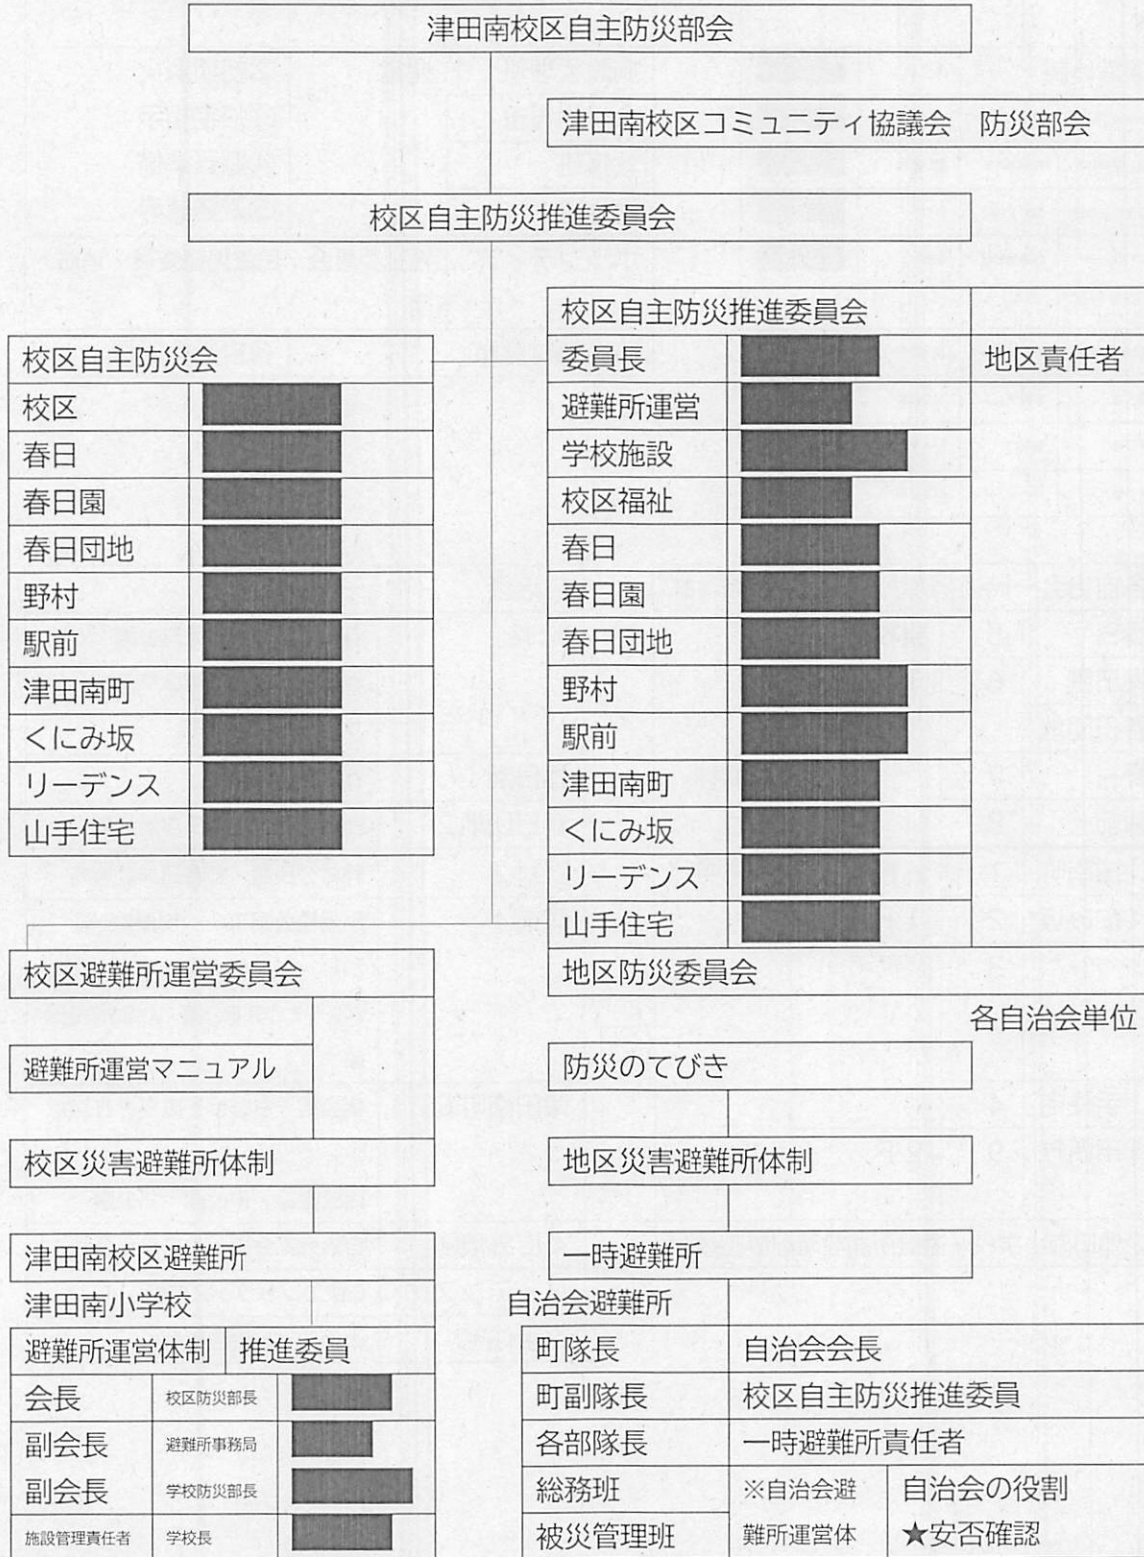 津田南校区自主防災部会
津田南校区コミュニティ協議会　防災部会
校区自主防災推進委員会
校区自主防災会
校区
春日
春日園
春日団地
野村
駅前
津田南町
くにみ坂
リーデンス
山手住宅
校区自主防災推進委員会
委員長 地区責任者
避難所運営
学校施設
校区福祉
春日
春日園
春日団地
野村
駅前
津田南町
くにみ坂
リーデンス
山手住宅
地区防災委員会
各自治会単位
校区避難所運営委員会
避難所運営マニュアル
校区災害避難所体制
津田南校区避難所
津田南小学校
避難所運営体制 推進委員
会長 校区防災部長
副会長 避難所事務局
副会長 学校防災部長
施設管理責任者 学校長
防災のてびき
地区災害避難所体制
一時避難所
自治会避難所
町隊長 自治会会長
町副隊長 校区自主防災推進委員
各部隊長 一時避難所責任者
総務班 ※自治会避 自治会の役割
被災管理班 難所運営体 ★安否確認